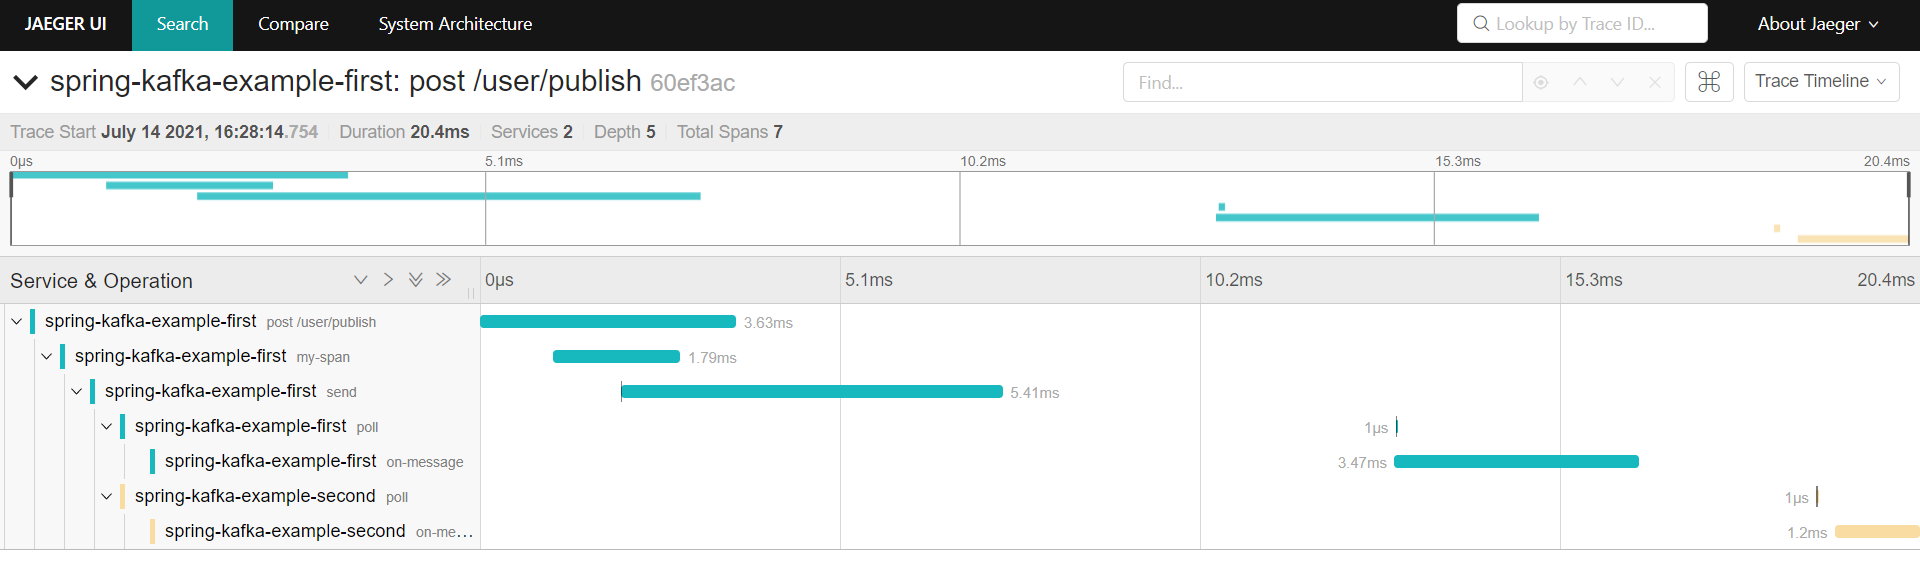 JAEGER UI Search Compare System Architecture Lookup by Trace ID... About Jaeger
spring-kafka-example-first: post /user/publish 60ef3ac Find... Trace Timeline
Trace Start July 14 2021, 16:28:14.754 Duration 20.4ms Services 2 Depth 5 Total Spans 7
0μs 5.1ms 10.2ms 15.3ms 20.4ms
Service & Operation 0μs 5.1ms 10.2ms 15.3ms 20.4ms
spring-kafka-example-first post /user/publish 3.63ms
spring-kafka-example-first my-span 1.79ms
spring-kafka-example-first send 5.41ms
spring-kafka-example-first poll 1μs
spring-kafka-example-first on-message 3.47ms
spring-kafka-example-second poll 1μs
spring-kafka-example-second on-me... 1.2ms